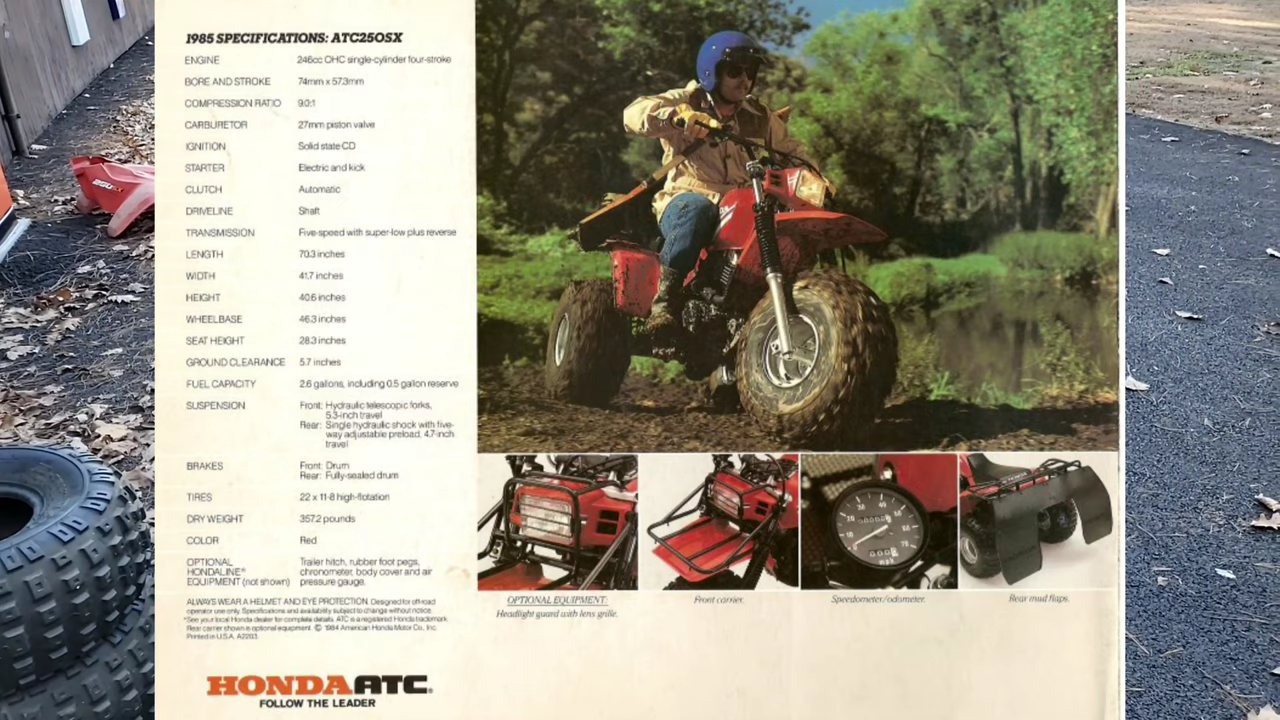 1985 SPECIFICATIONS: ATC250SX
ENGINE 246cc OHC single-cylinder four-stroke
BORE AND STROKE 74mm x 57.3mm
COMPRESSION RATIO 9.0:1
CARBURETOR 27mm piston valve
IGNITION Solid state CD
STARTER Electric and kick
CLUTCH Automatic
DRIVELINE Shaft
TRANSMISSION Five-speed with super-low plus reverse
LENGTH 70.3 inches
WIDTH 41.7 inches
HEIGHT 40.6 inches
WHEELBASE 46.3 inches
SEAT HEIGHT 28.3 inches
GROUND CLEARANCE 5.7 inches
FUEL CAPACITY 2.6 gallons, including 0.5 gallon reserve
SUSPENSION Front: Hydraulic telescopic forks,
5.3-inch travel
Rear: Single hydraulic shock with five-
way adjustable preload. 4.7-inch
travel
BRAKES Front: Drum
Rear: Fully-sealed drum
TIRES 22 x 11-8 high-flotation
DRY WEIGHT 357.2 pounds
COLOR Red
OPTIONAL Trailer hitch, rubber foot pegs,
HONDALINE® chronometer, body cover and air
EQUIPMENT (not shown) pressure gauge.
ALWAYS WEAR A HELMET AND EYE PROTECTION. Designed for off-road
operator use only. Specifications and availability subject to change without notice.
*See your local Honda dealer for complete details. ATC is a registered Honda trademark.
Rear carrier shown is optional equipment. © 1984 American Honda Motor Co., Inc.
Printed in U.S.A. A2203.
HONDA ATC®
FOLLOW THE LEADER
OPTIONAL EQUIPMENT:
Headlight guard with lens grille.
Front carrier.
Speedometer/odometer.
Rear mud flaps.